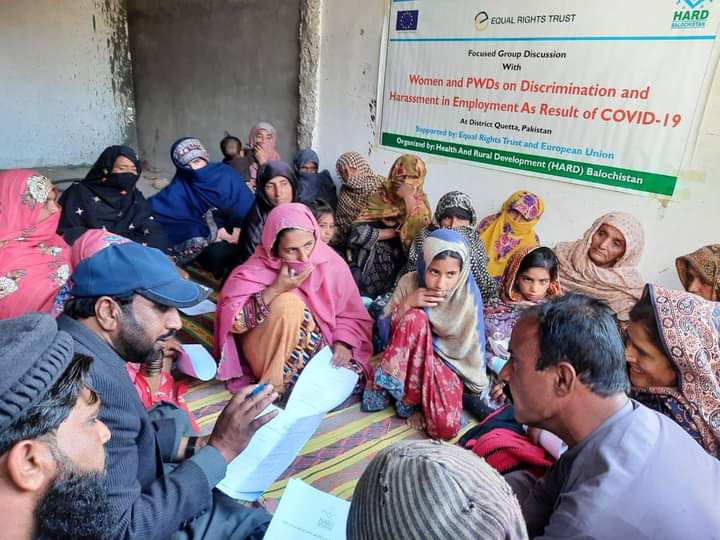 EQUAL RIGHTS TRUST
HARD
BALOCHISTAN
Focused Group Discussion
With
Women and PWDs on Discrimination and
Harassment in Employment As Result of COVID-19
At District Quetta, Pakistan
Supported by: Equal Rights Trust and European Union
Organized by: Health And Rural Development (HARD) Balochistan
HARD